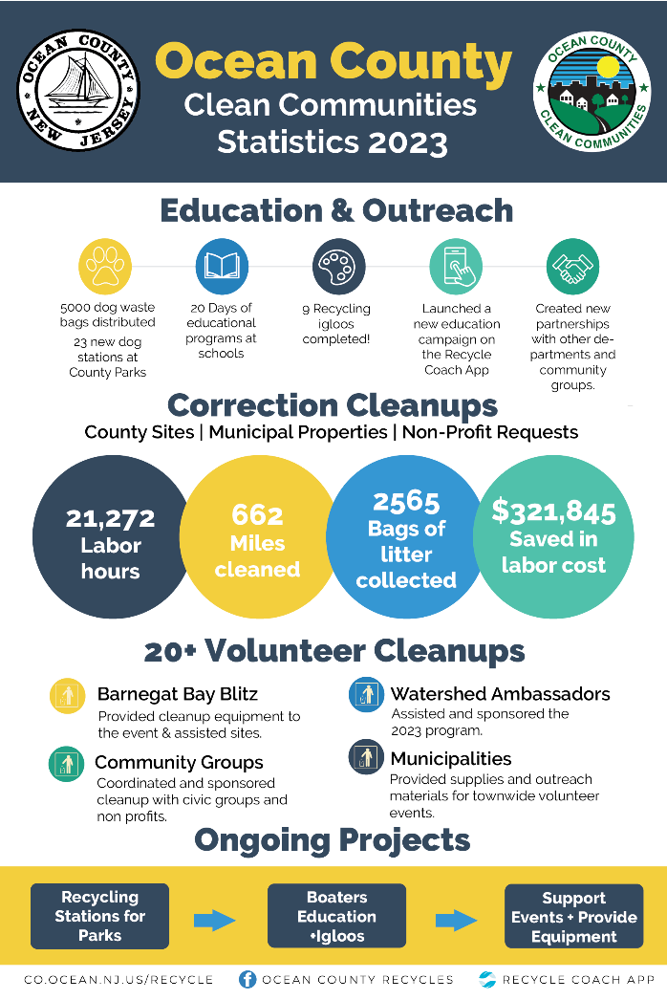 OCEAN COUNTY
NEW JERSEY
Ocean County
Clean Communities
Statistics 2023
OCEAN COUNTY
CLEAN COMMUNITIES
Education & Outreach
5000 dog waste
bags distributed
23 new dog
stations at
County Parks
20 Days of
educational
programs at
schools
9 Recycling
igloos
completed!
Launched a
new education
campaign on
the Recycle
Coach App
Created new
partnerships
with other de-
partments and
community
groups.
Correction Cleanups
County Sites | Municipal Properties | Non-Profit Requests
21,272
Labor
hours
662
Miles
cleaned
2565
Bags of
litter
collected
$321,845
Saved in
labor cost
20+ Volunteer Cleanups
Barnegat Bay Blitz
Provided cleanup equipment to
the event & assisted sites.
Watershed Ambassadors
Assisted and sponsored the
2023 program.
Community Groups
Coordinated and sponsored
cleanup with civic groups and
non profits.
Municipalities
Provided supplies and outreach
materials for townwide volunteer
events.
Ongoing Projects
Recycling
Stations for
Parks
Boaters
Education
+Igloos
Support
Events + Provide
Equipment
CO.OCEAN.NJ.US/RECYCLE
OCEAN COUNTY RECYCLES
RECYCLE COACH APP